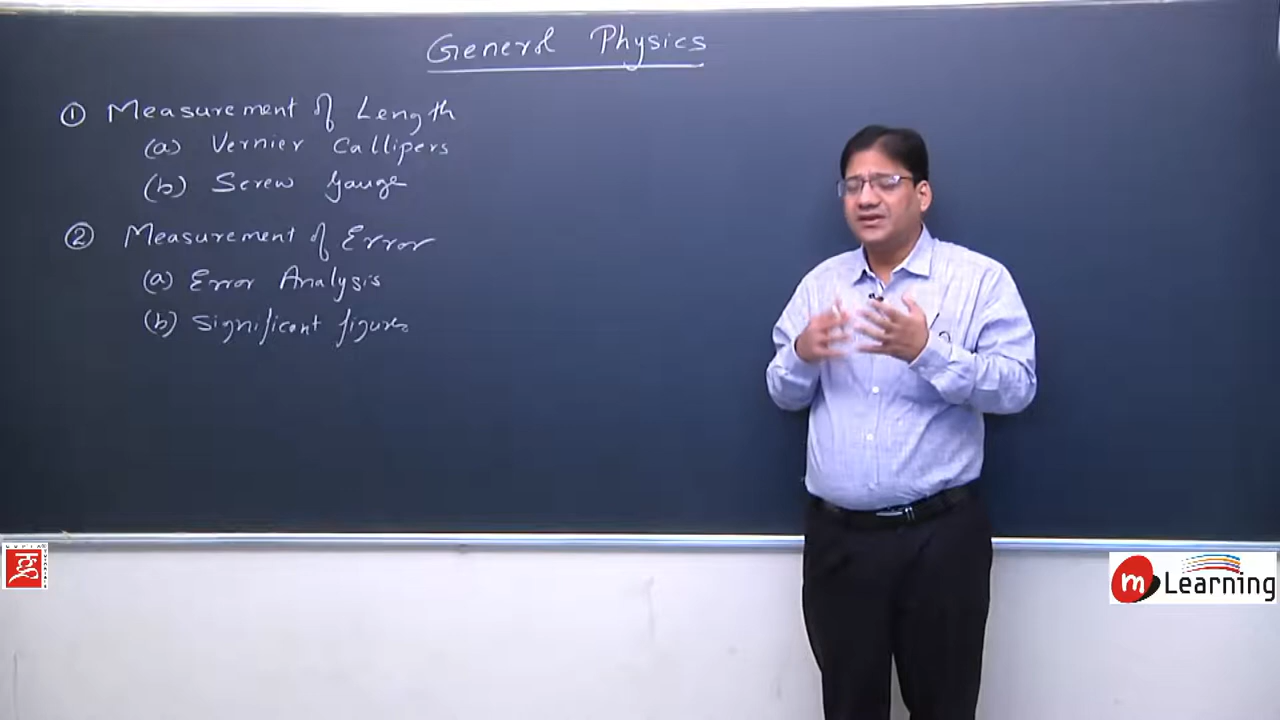 General Physics
① Measurement of Length
(a) Vernier Callipers
(b) Screw Gauge
② Measurement of Error
(a) Error Analysis
(b) Significant figures
m Learning